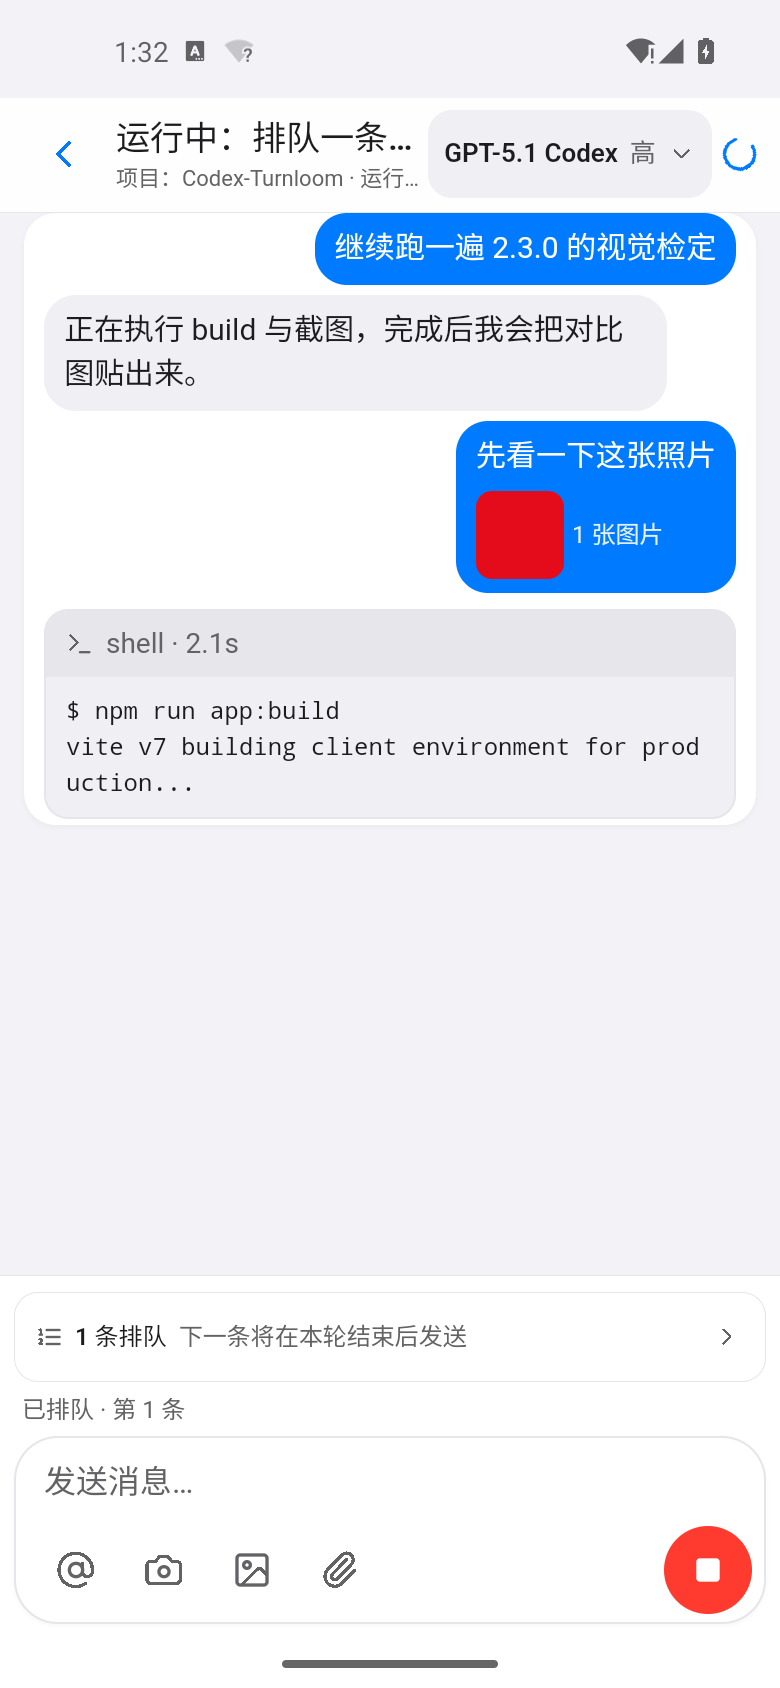 1:32
A
?
!
运行中：排队一条...
项目：Codex-Turnloom · 运行...
GPT-5.1 Codex 高
继续跑一遍 2.3.0 的视觉检定
正在执行 build 与截图，完成后我会把对比
图贴出来。
先看一下这张照片
1 张图片
>_ shell · 2.1s
$ npm run app:build
vite v7 building client environment for prod
uction...
1 条排队 下一条将在本轮结束后发送
已排队 · 第 1 条
发送消息...